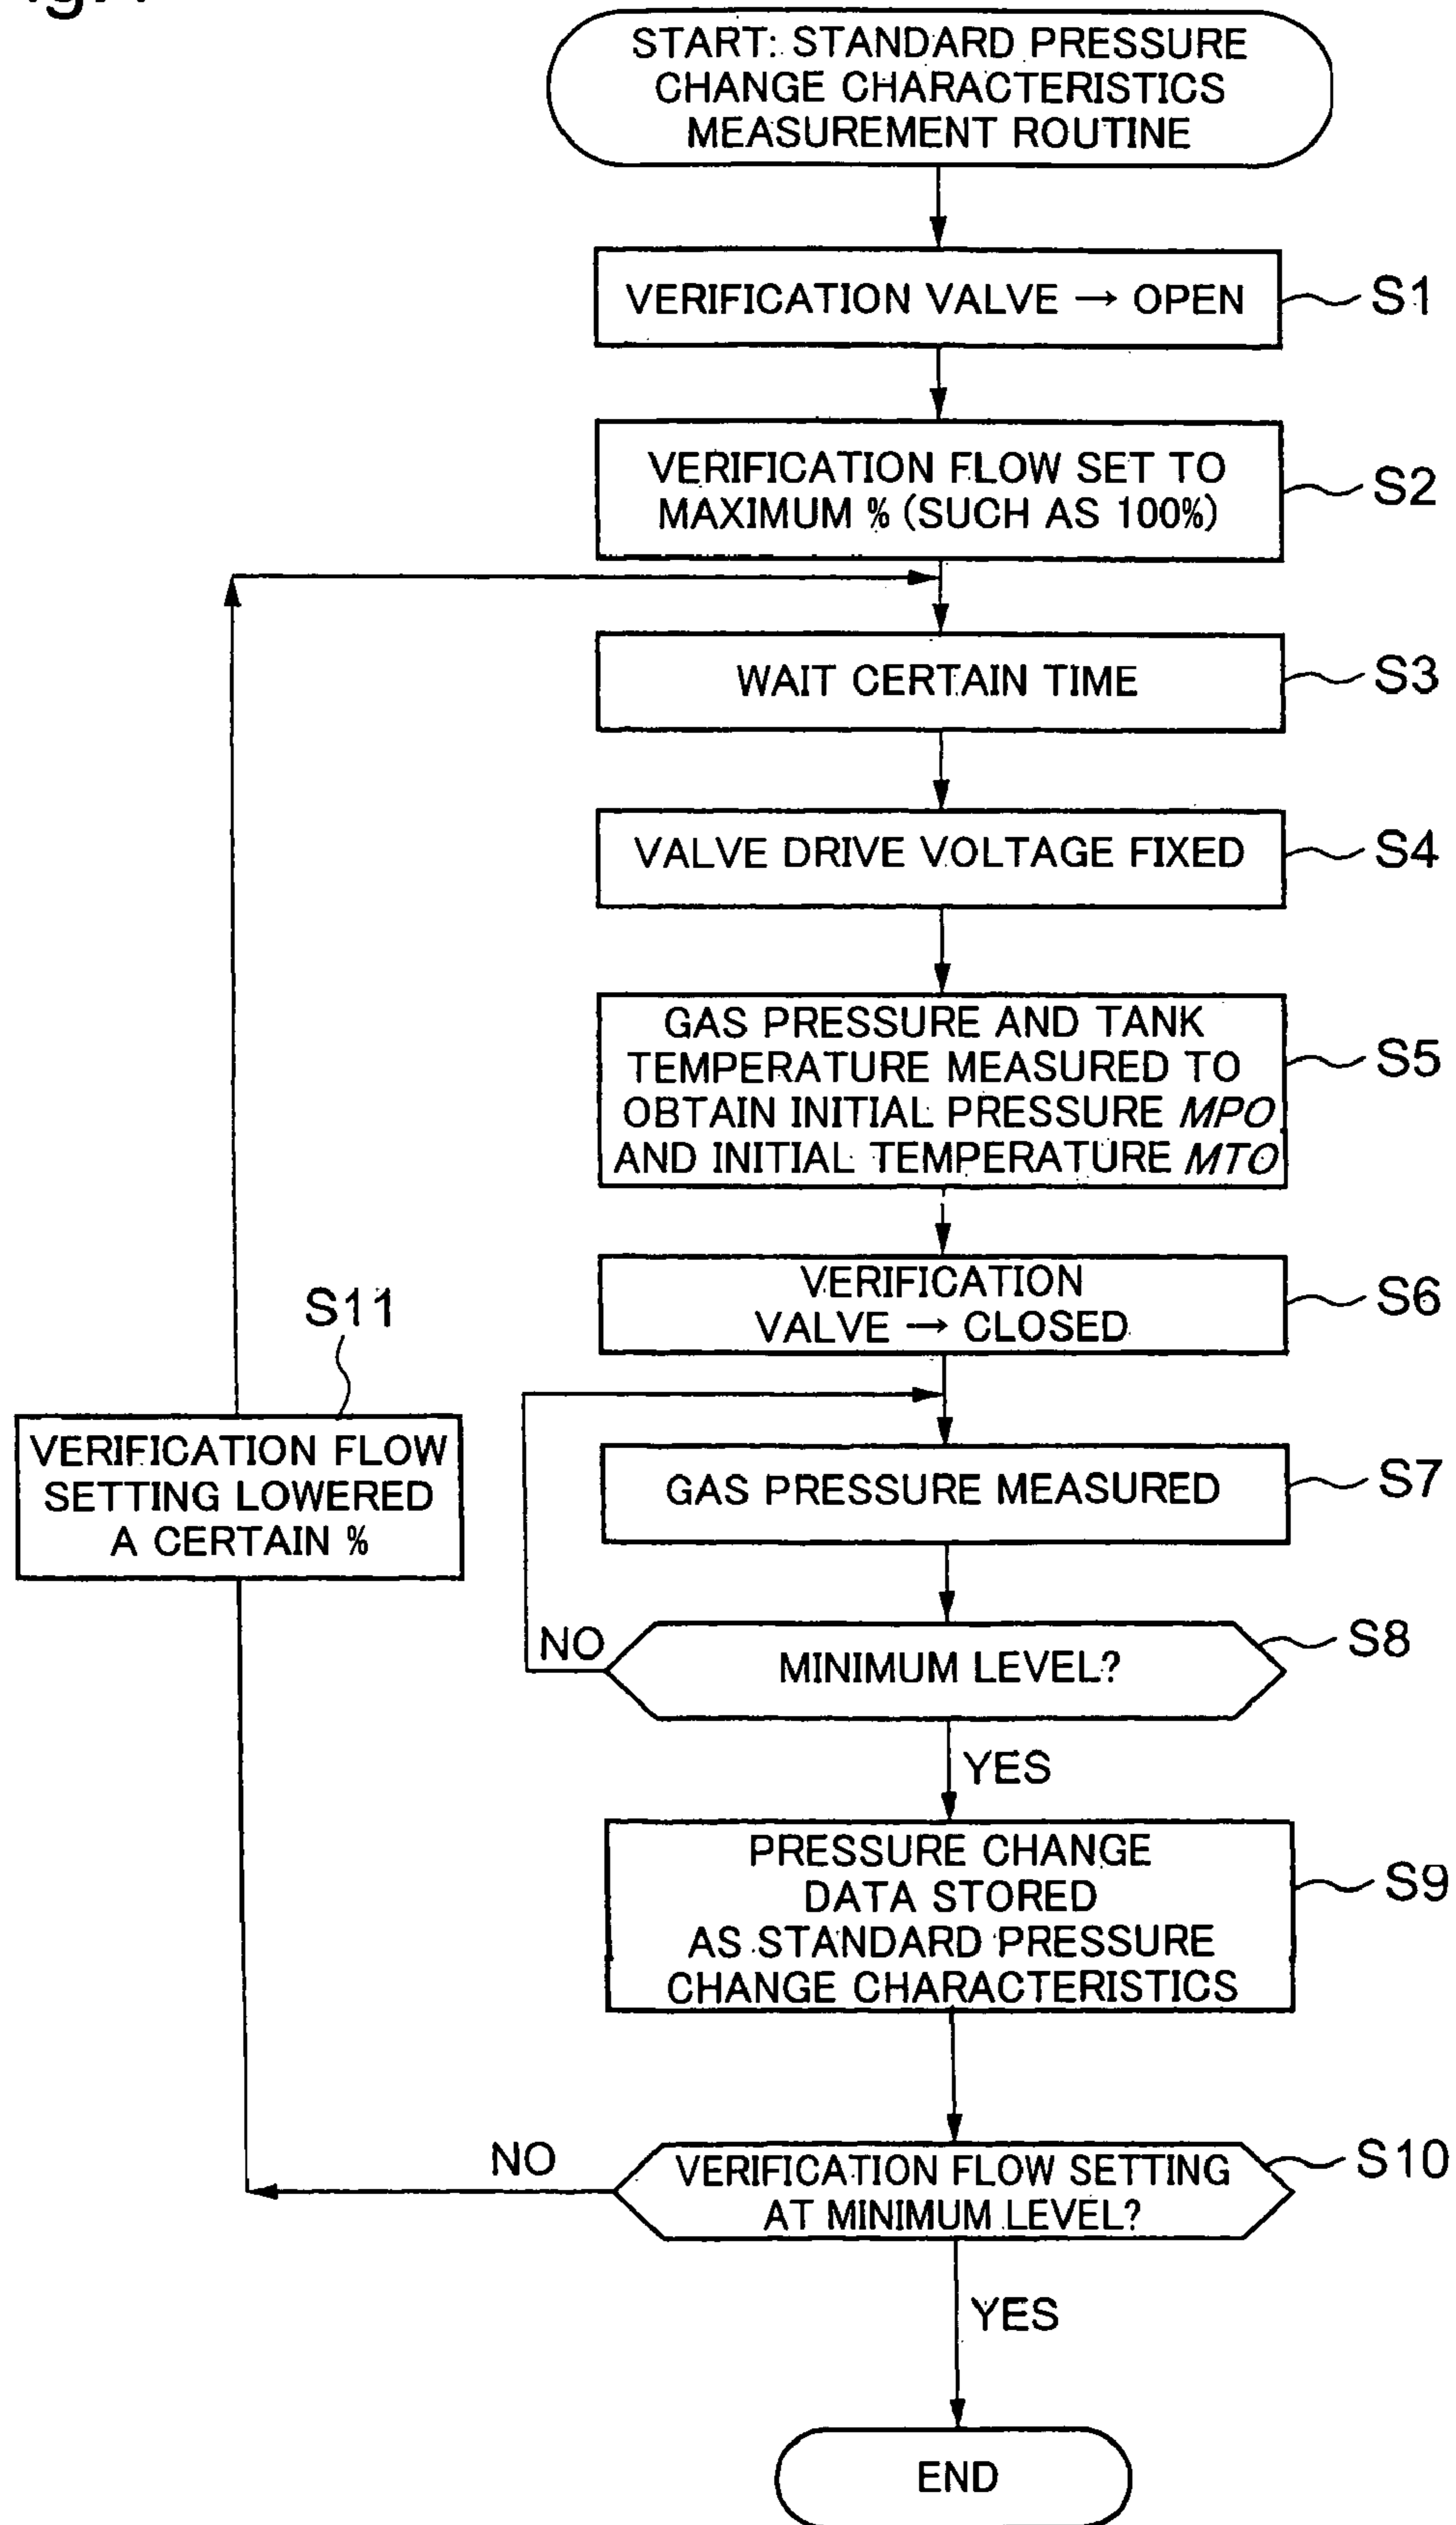 START: STANDARD PRESSURE
CHANGE CHARACTERISTICS
MEASUREMENT ROUTINE
VERIFICATION VALVE → OPEN
S1
VERIFICATION FLOW SET TO
MAXIMUM % (SUCH AS 100%)
S2
WAIT CERTAIN TIME
S3
VALVE DRIVE VOLTAGE FIXED
S4
GAS PRESSURE AND TANK
TEMPERATURE MEASURED TO
OBTAIN INITIAL PRESSURE MPO
AND INITIAL TEMPERATURE MTO
S5
VERIFICATION
VALVE → CLOSED
S6
S11
VERIFICATION FLOW
SETTING LOWERED
A CERTAIN %
GAS PRESSURE MEASURED
S7
NO
MINIMUM LEVEL?
S8
YES
PRESSURE CHANGE
DATA STORED
AS STANDARD PRESSURE
CHANGE CHARACTERISTICS
S9
NO
VERIFICATION FLOW SETTING
AT MINIMUM LEVEL?
S10
YES
END